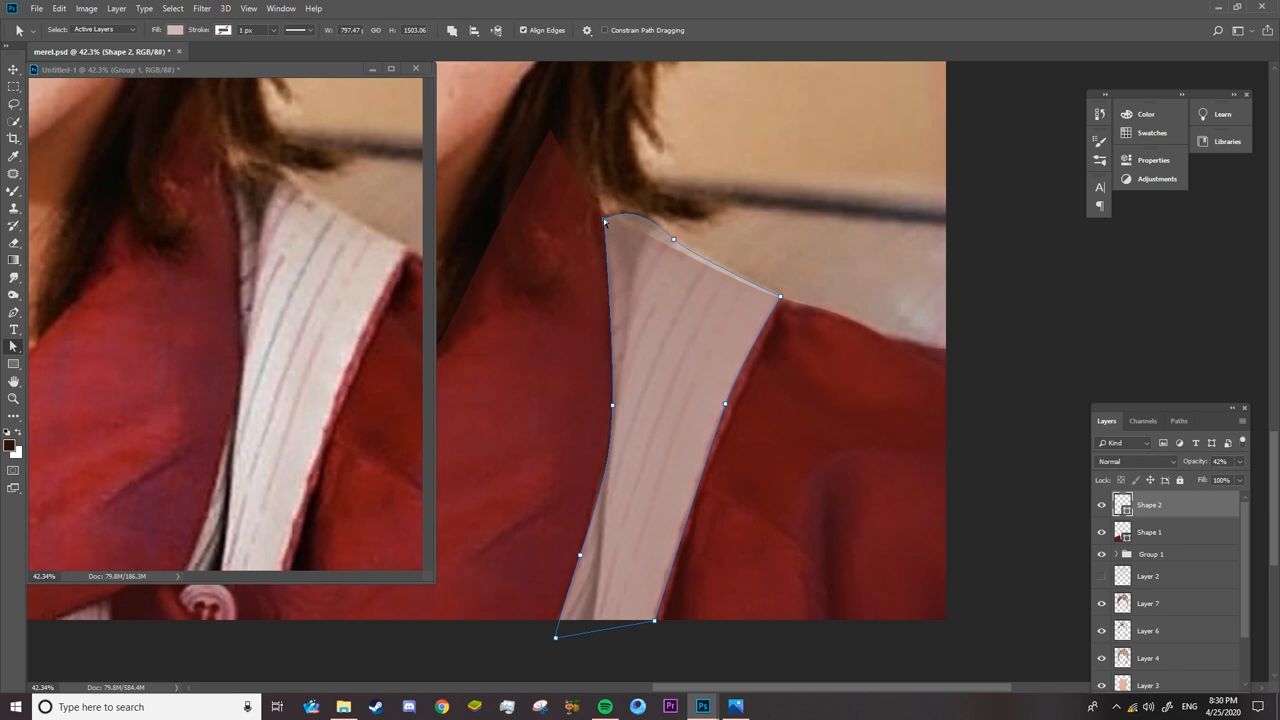 Ps File Edit Image Layer Type Select Filter 3D View Window Help
Select: Active Layers Fill: Stroke: 1 px W: 797.47 H: 1503.06 Align Edges Constrain Path Dragging
merel.psd @ 42.3% (Shape 2, RGB/8#) * ×
Ps Untitled-1 @ 42.3% (Group 1, RGB/8#) *
Color
Swatches
Properties
Adjustments
Learn
Libraries
A|
¶
T
Layers Channels Paths
Kind T
Normal Opacity: 42%
Lock: Fill: 100%
Shape 2
Shape 1
Group 1
Layer 2
Layer 7
Layer 6
Layer 4
Layer 3
42.34% Doc: 79.8M/186.3M
42.34% Doc: 79.8M/584.4M
Type here to search Pr Ps ENG 8:30 PM
4/25/2020